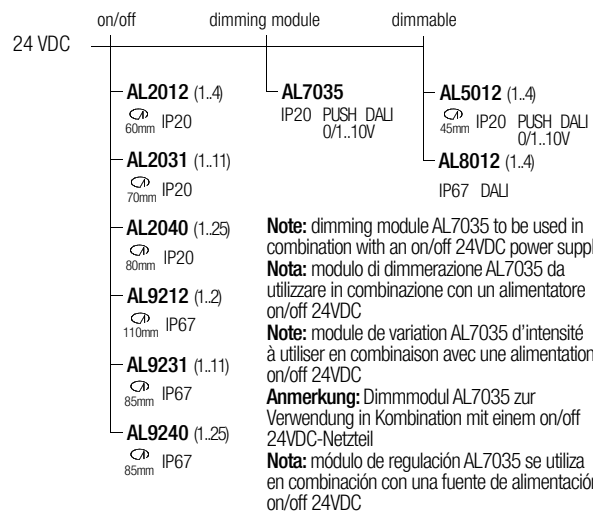 on/off dimming module dimmable
24 VDC
AL2012 (1..4)
60mm IP20
AL2031 (1..11)
70mm IP20
AL2040 (1..25)
80mm IP20
AL9212 (1..2)
110mm IP67
AL9231 (1..11)
85mm IP67
AL9240 (1..25)
85mm IP67
AL7035
IP20 PUSH DALI
0/1..10V
AL5012 (1..4)
45mm IP20 PUSH DALI
0/1..10V
AL8012 (1..4)
IP67 DALI
Note: dimming module AL7035 to be used in
combination with an on/off 24VDC power suppl
Nota: modulo di dimmerazione AL7035 da
utilizzare in combinazione con un alimentatore
on/off 24VDC
Note: module de variation AL7035 d'intensité
à utiliser en combinaison avec une alimentation
on/off 24VDC
Anmerkung: Dimmmodul AL7035 zur
Verwendung in Kombination mit einem on/off
24VDC-Netzteil
Nota: módulo de regulación AL7035 se utiliza
en combinación con una fuente de alimentación
on/off 24VDC